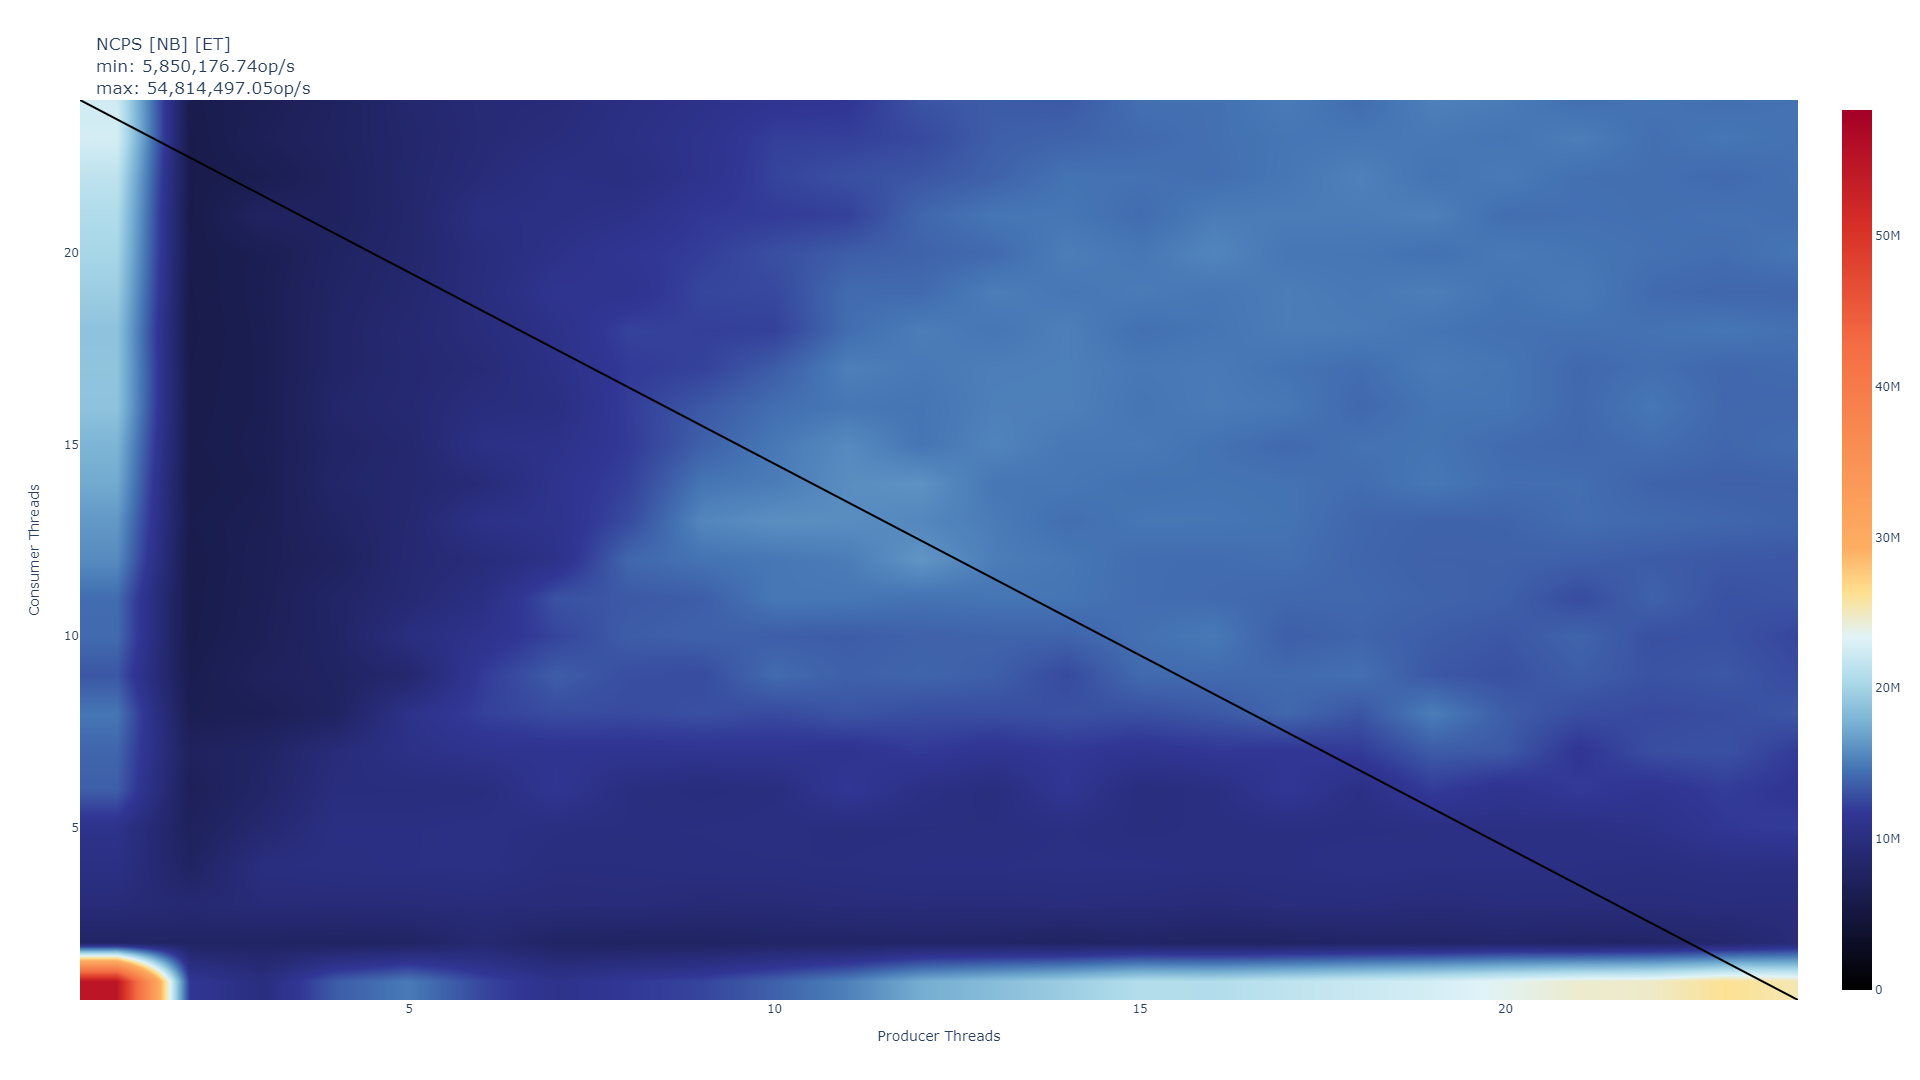 NCPS [NB] [ET]
min: 5,850,176.74op/s
max: 54,814,497.05op/s
Consumer Threads
20
15
10
5
5
10
15
20
Producer Threads
50M
40M
30M
20M
10M
0